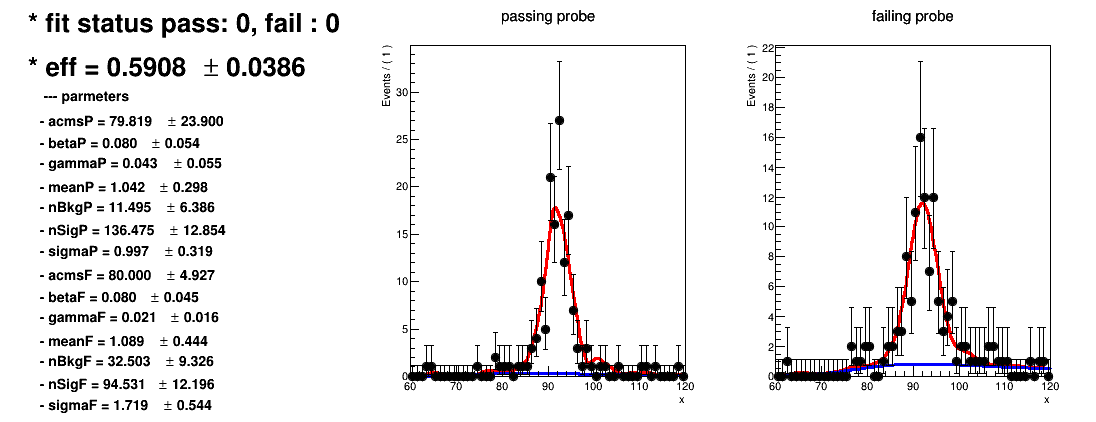 * fit status pass: 0, fail : 0
* eff = 0.5908 ± 0.0386
--- parmeters
- acmsP = 79.819 ± 23.900
- betaP = 0.080 ± 0.054
- gammaP = 0.043 ± 0.055
- meanP = 1.042 ± 0.298
- nBkgP = 11.495 ± 6.386
- nSigP = 136.475 ± 12.854
- sigmaP = 0.997 ± 0.319
- acmsF = 80.000 ± 4.927
- betaF = 0.080 ± 0.045
- gammaF = 0.021 ± 0.016
- meanF = 1.089 ± 0.444
- nBkgF = 32.503 ± 9.326
- nSigF = 94.531 ± 12.196
- sigmaF = 1.719 ± 0.544
passing probe
Events / ( 1 )
30
25
20
15
10
5
0
60 70 80 90 100 110 120
x
failing probe
Events / ( 1 )
22
20
18
16
14
12
10
8
6
4
2
0
60 70 80 90 100 110 120
x